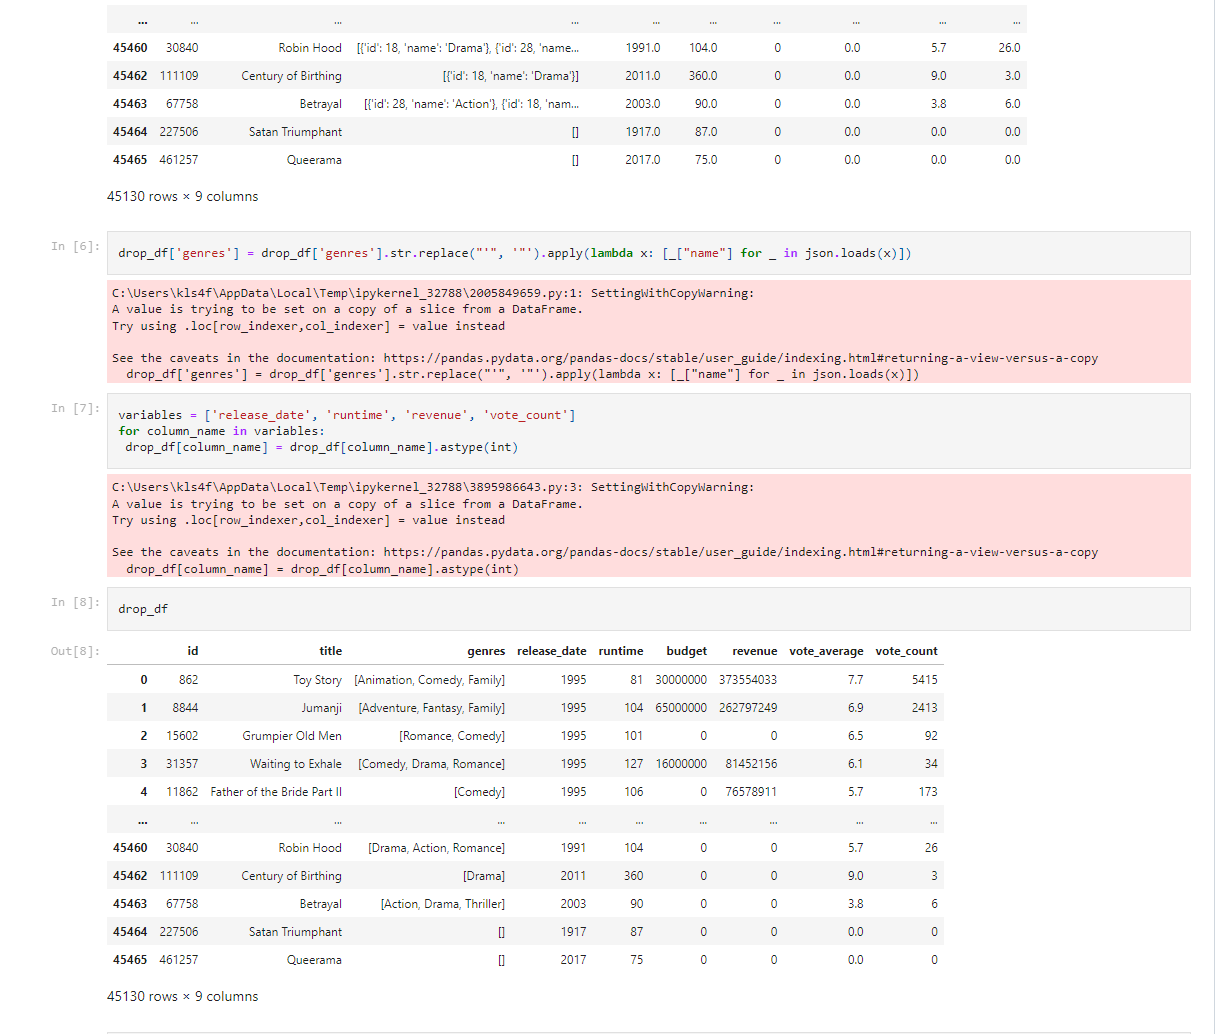 ... ... ... ... ... ... ... ... ... ...
45460 30840 Robin Hood [{'id': 18, 'name': 'Drama'}, {'id': 28, 'name... 1991.0 104.0 0 0.0 5.7 26.0
45462 111109 Century of Birthing [{'id': 18, 'name': 'Drama'}] 2011.0 360.0 0 0.0 9.0 3.0
45463 67758 Betrayal [{'id': 28, 'name': 'Action'}, {'id': 18, 'nam... 2003.0 90.0 0 0.0 3.8 6.0
45464 227506 Satan Triumphant [] 1917.0 87.0 0 0.0 0.0 0.0
45465 461257 Queerama [] 2017.0 75.0 0 0.0 0.0 0.0
45130 rows × 9 columns
In [6]: drop_df['genres'] = drop_df['genres'].str.replace("'", '"').apply(lambda x: [_["name"] for _ in json.loads(x)])
C:\Users\kls4f\AppData\Local\Temp\ipykernel_32788\2005849659.py:1: SettingWithCopyWarning:
A value is trying to be set on a copy of a slice from a DataFrame.
Try using .loc[row_indexer,col_indexer] = value instead
See the caveats in the documentation: https://pandas.pydata.org/pandas-docs/stable/user_guide/indexing.html#returning-a-view-versus-a-copy
drop_df['genres'] = drop_df['genres'].str.replace("'", '"').apply(lambda x: [_["name"] for _ in json.loads(x)])
In [7]: variables = ['release_date', 'runtime', 'revenue', 'vote_count']
for column_name in variables:
drop_df[column_name] = drop_df[column_name].astype(int)
C:\Users\kls4f\AppData\Local\Temp\ipykernel_32788\3895986643.py:3: SettingWithCopyWarning:
A value is trying to be set on a copy of a slice from a DataFrame.
Try using .loc[row_indexer,col_indexer] = value instead
See the caveats in the documentation: https://pandas.pydata.org/pandas-docs/stable/user_guide/indexing.html#returning-a-view-versus-a-copy
drop_df[column_name] = drop_df[column_name].astype(int)
In [8]: drop_df
Out[8]: id title genres release_date runtime budget revenue vote_average vote_count
0 862 Toy Story [Animation, Comedy, Family] 1995 81 30000000 373554033 7.7 5415
1 8844 Jumanji [Adventure, Fantasy, Family] 1995 104 65000000 262797249 6.9 2413
2 15602 Grumpier Old Men [Romance, Comedy] 1995 101 0 0 6.5 92
3 31357 Waiting to Exhale [Comedy, Drama, Romance] 1995 127 16000000 81452156 6.1 34
4 11862 Father of the Bride Part II [Comedy] 1995 106 0 76578911 5.7 173
... ... ... ... ... ... ... ... ... ...
45460 30840 Robin Hood [Drama, Action, Romance] 1991 104 0 0 5.7 26
45462 111109 Century of Birthing [Drama] 2011 360 0 0 9.0 3
45463 67758 Betrayal [Action, Drama, Thriller] 2003 90 0 0 3.8 6
45464 227506 Satan Triumphant [] 1917 87 0 0 0.0 0
45465 461257 Queerama [] 2017 75 0 0 0.0 0
45130 rows × 9 columns